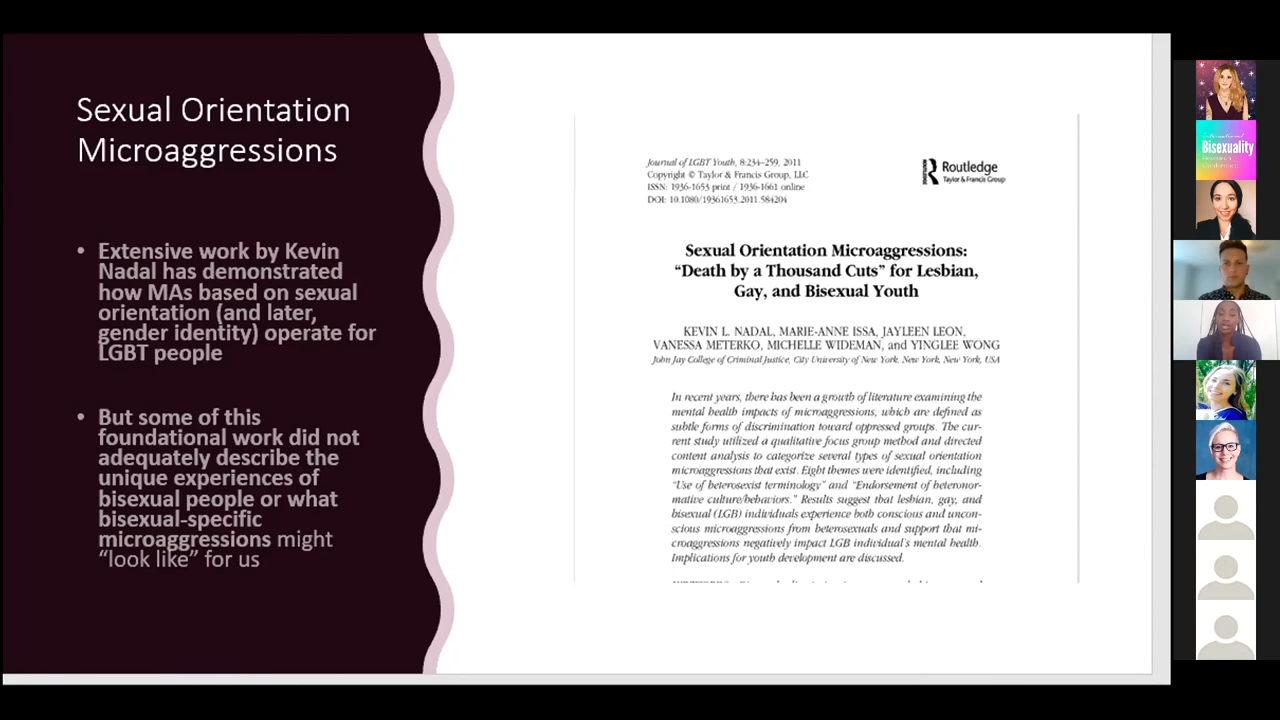 Sexual Orientation
Microaggressions
• Extensive work by Kevin
Nadal has demonstrated
how MAs based on sexual
orientation (and later,
gender identity) operate for
LGBT people
• But some of this
foundational work did not
adequately describe the
unique experiences of
bisexual people or what
bisexual-specific
microaggressions might
“look like” for us
Journal of LGBT Youth, 8:234–259, 2011
Copyright © Taylor & Francis Group, LLC
ISSN: 1936-1653 print / 1936-1661 online
DOI: 10.1080/19361653.2011.584204
Routledge
Taylor & Francis Group
Sexual Orientation Microaggressions:
“Death by a Thousand Cuts” for Lesbian,
Gay, and Bisexual Youth
KEVIN L. NADAL, MARIE-ANNE ISSA, JAYLEEN LEON,
VANESSA METERKO, MICHELLE WIDEMAN, and YINGLEE WONG
John Jay College of Criminal Justice, City University of New York, New York, New York, USA
In recent years, there has been a growth of literature examining the
mental health impacts of microaggressions, which are defined as
subtle forms of discrimination toward oppressed groups. The cur-
rent study utilized a qualitative focus group method and directed
content analysis to categorize several types of sexual orientation
microaggressions that exist. Eight themes were identified, including
“Use of heterosexist terminology” and “Endorsement of heteronor-
mative culture/behaviors.” Results suggest that lesbian, gay, and
bisexual (LGB) individuals experience both conscious and uncon-
scious microaggressions from heterosexuals and support that mi-
croaggressions negatively impact LGB individual's mental health.
Implications for youth development are discussed.
Bisexuality